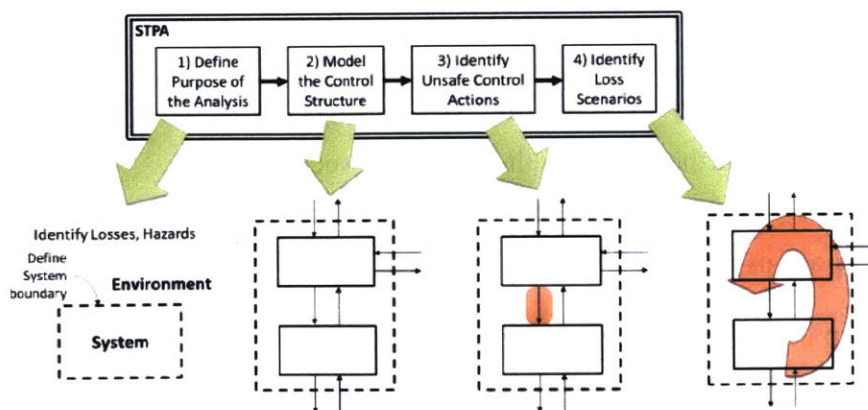 STPA
1) Define
Purpose of
the Analysis
2) Model
the Control
Structure
3) Identify
Unsafe Control
Actions
4) Identify
Loss
Scenarios
Identify Losses, Hazards
Define
System
boundary
Environment
System